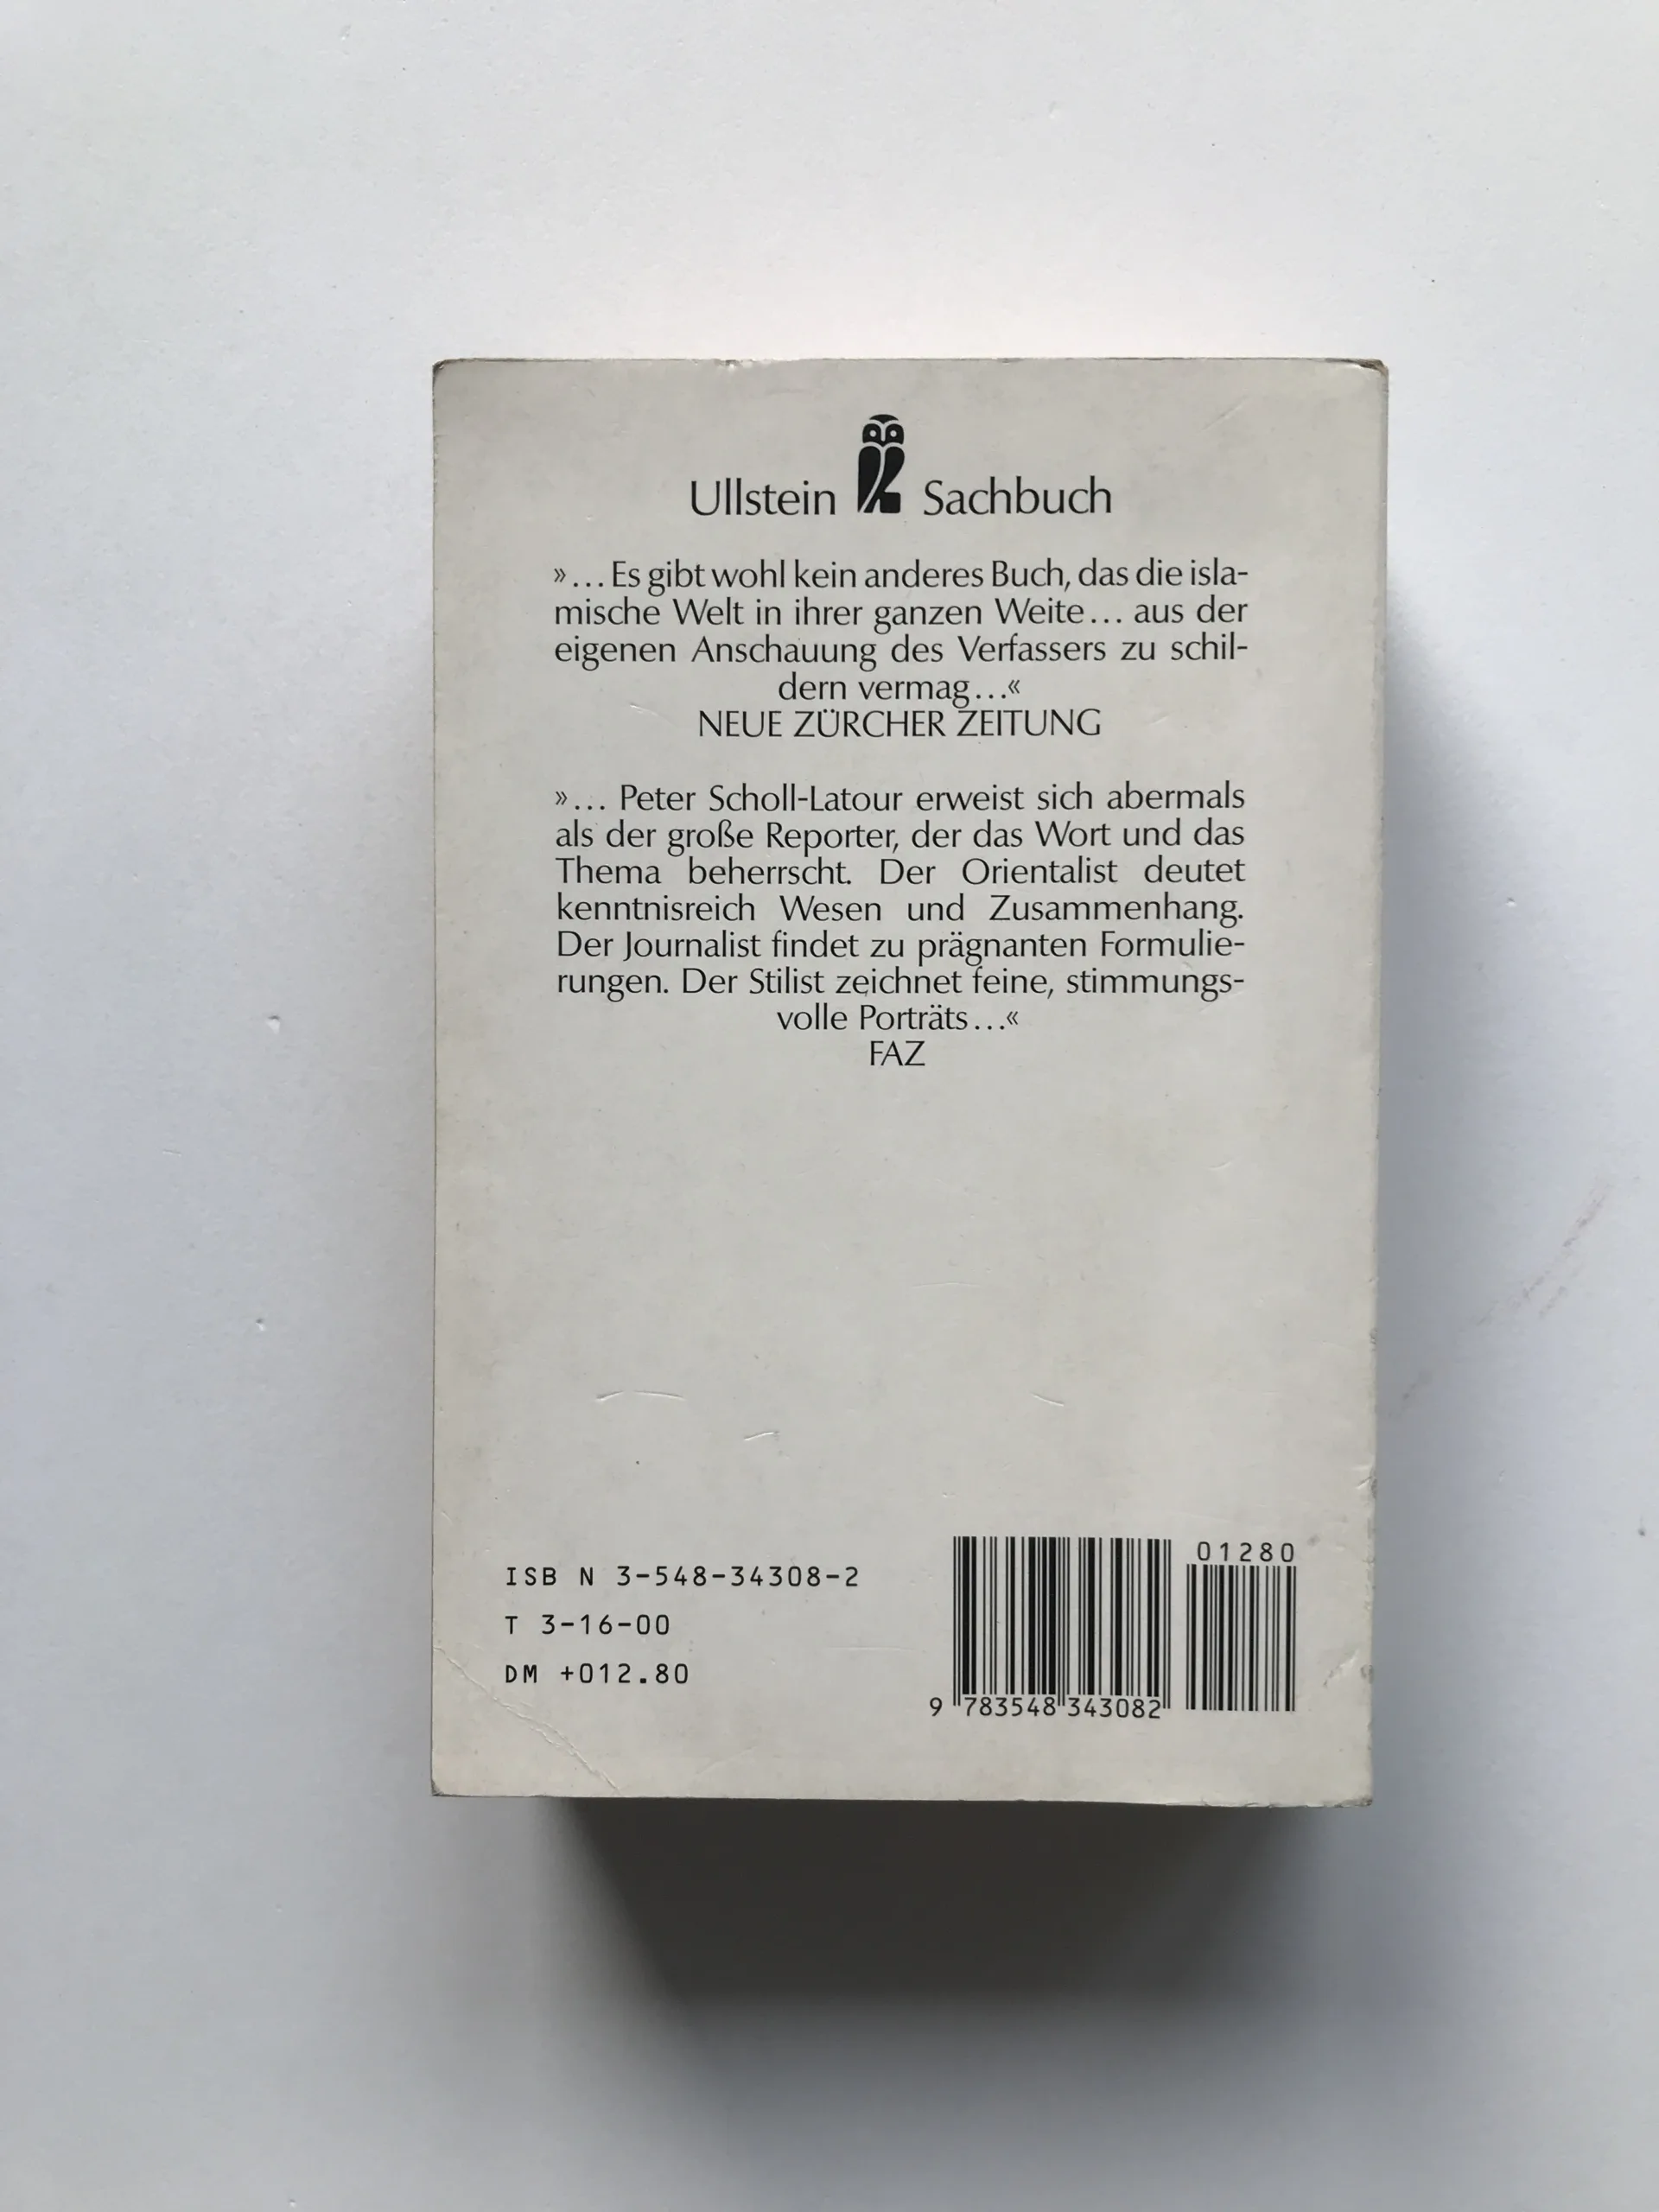 Ullstein Sachbuch
»... Es gibt wohl kein anderes Buch, das die isla-
mische Welt in ihrer ganzen Weite... aus der
eigenen Anschauung des Verfassers zu schil-
dern vermag...«
NEUE ZÜRCHER ZEITUNG
»... Peter Scholl-Latour erweist sich abermals
als der große Reporter, der das Wort und das
Thema beherrscht. Der Orientalist deutet
kenntnisreich Wesen und Zusammenhang.
Der Journalist findet zu prägnanten Formulie-
rungen. Der Stilist zeichnet feine, stimmungs-
volle Porträts...«
FAZ
ISB N 3-548-34308-2
T 3-16-00
DM +012.80
01280
9 783548 343082